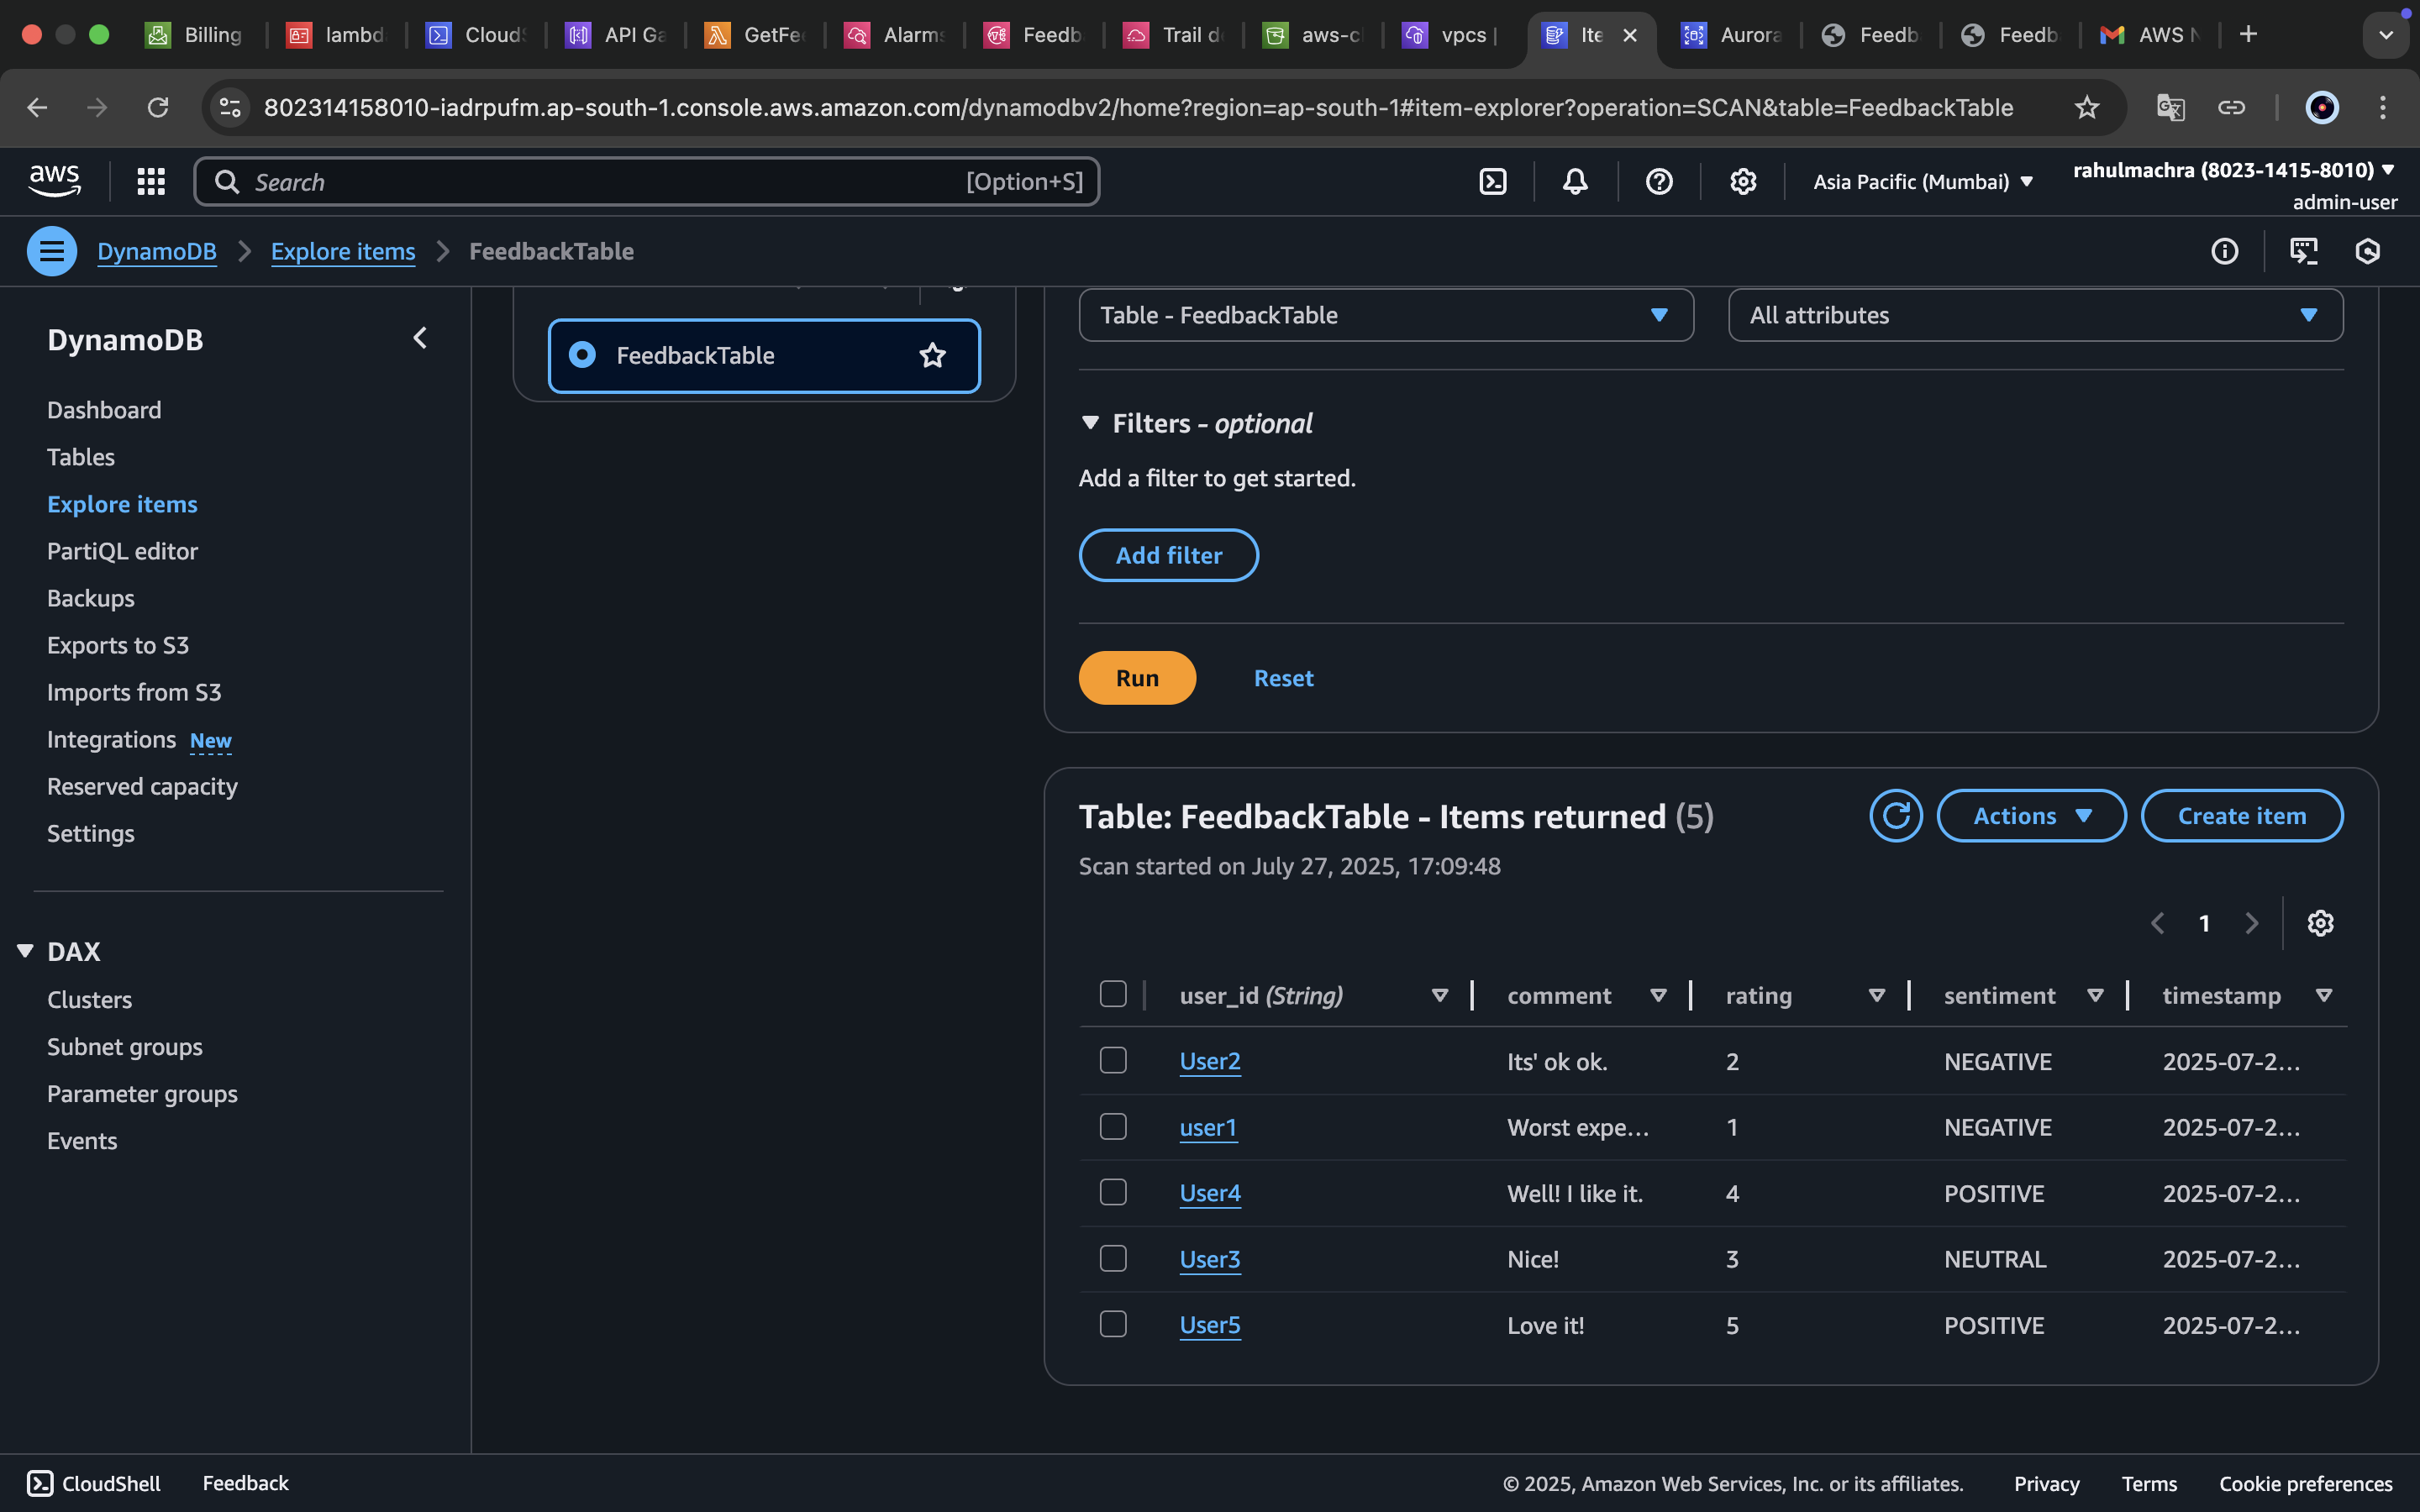 Billing
lambd
CloudS
API Ga
GetFee
Alarms
Feedb
Trail d
aws-cl
vpcs |
Ite
Aurora
Feedb
Feedb
AWS N
802314158010-iadrpufm.ap-south-1.console.aws.amazon.com/dynamodbv2/home?region=ap-south-1#item-explorer?operation=SCAN&table=FeedbackTable
aws
Search
[Option+S]
Asia Pacific (Mumbai)
rahulmachra (8023-1415-8010)
admin-user
DynamoDB
Explore items
FeedbackTable
DynamoDB
Dashboard
Tables
Explore items
PartiQL editor
Backups
Exports to S3
Imports from S3
Integrations New
Reserved capacity
Settings
DAX
Clusters
Subnet groups
Parameter groups
Events
FeedbackTable
Table - FeedbackTable
All attributes
Filters - optional
Add a filter to get started.
Add filter
Run
Reset
Table: FeedbackTable - Items returned (5)
Actions
Create item
Scan started on July 27, 2025, 17:09:48
1
user_id (String) comment rating sentiment timestamp
User2 Its' ok ok. 2 NEGATIVE 2025-07-2...
user1 Worst expe... 1 NEGATIVE 2025-07-2...
User4 Well! I like it. 4 POSITIVE 2025-07-2...
User3 Nice! 3 NEUTRAL 2025-07-2...
User5 Love it! 5 POSITIVE 2025-07-2...
CloudShell
Feedback
© 2025, Amazon Web Services, Inc. or its affiliates.
Privacy
Terms
Cookie preferences